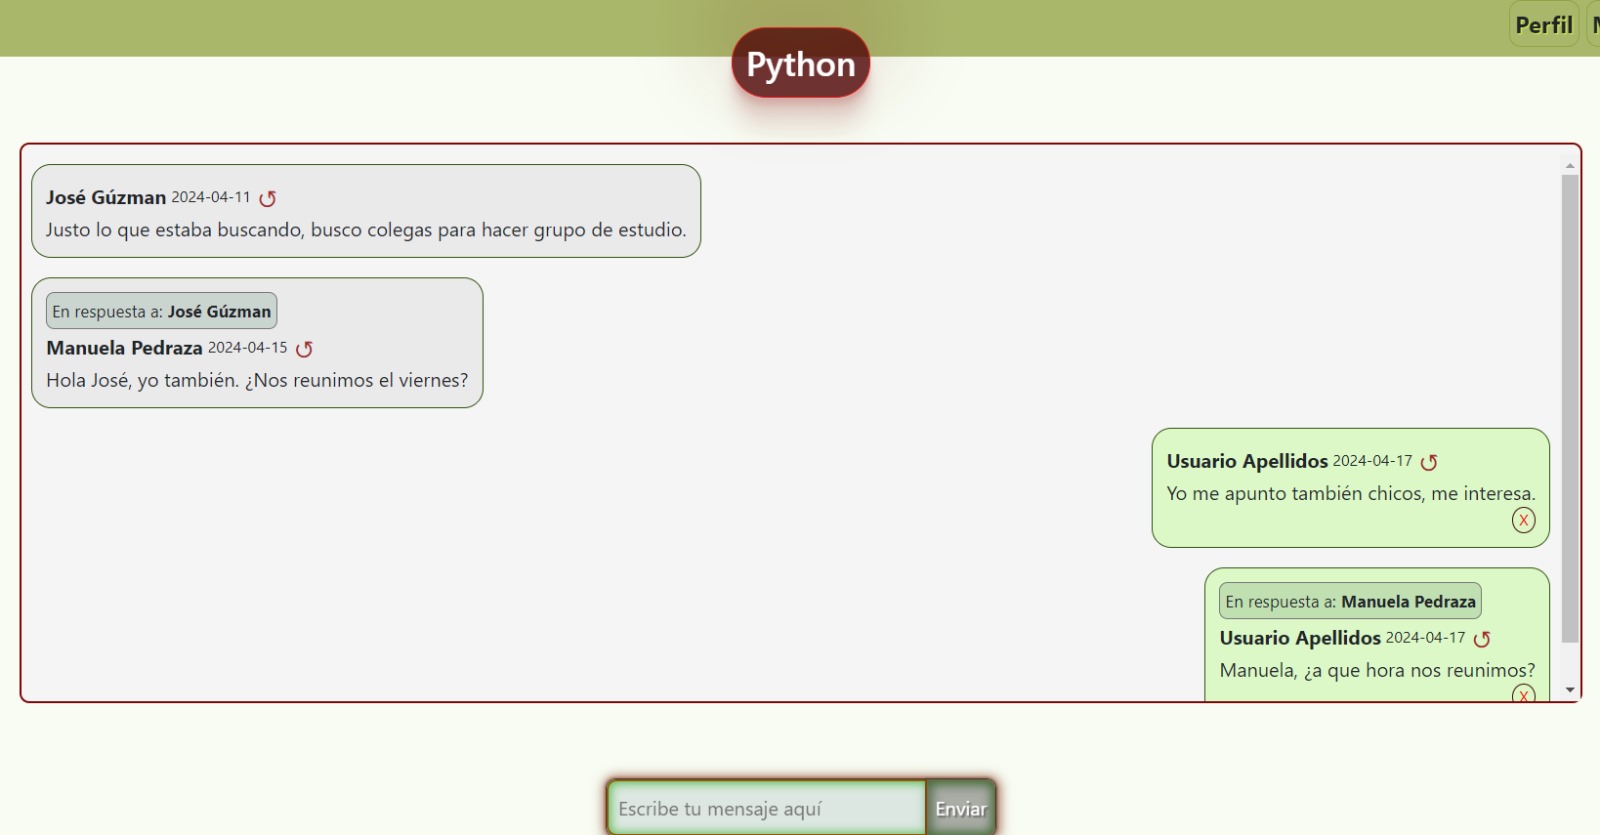 Perfil
Python
José Gúzman 2024-04-11 ↺
Justo lo que estaba buscando, busco colegas para hacer grupo de estudio.
En respuesta a: José Gúzman
Manuela Pedraza 2024-04-15 ↺
Hola José, yo también. ¿Nos reunimos el viernes?
Usuario Apellidos 2024-04-17 ↺
Yo me apunto también chicos, me interesa.
X
En respuesta a: Manuela Pedraza
Usuario Apellidos 2024-04-17 ↺
Manuela, ¿a que hora nos reunimos?
X
Escribe tu mensaje aquí Enviar